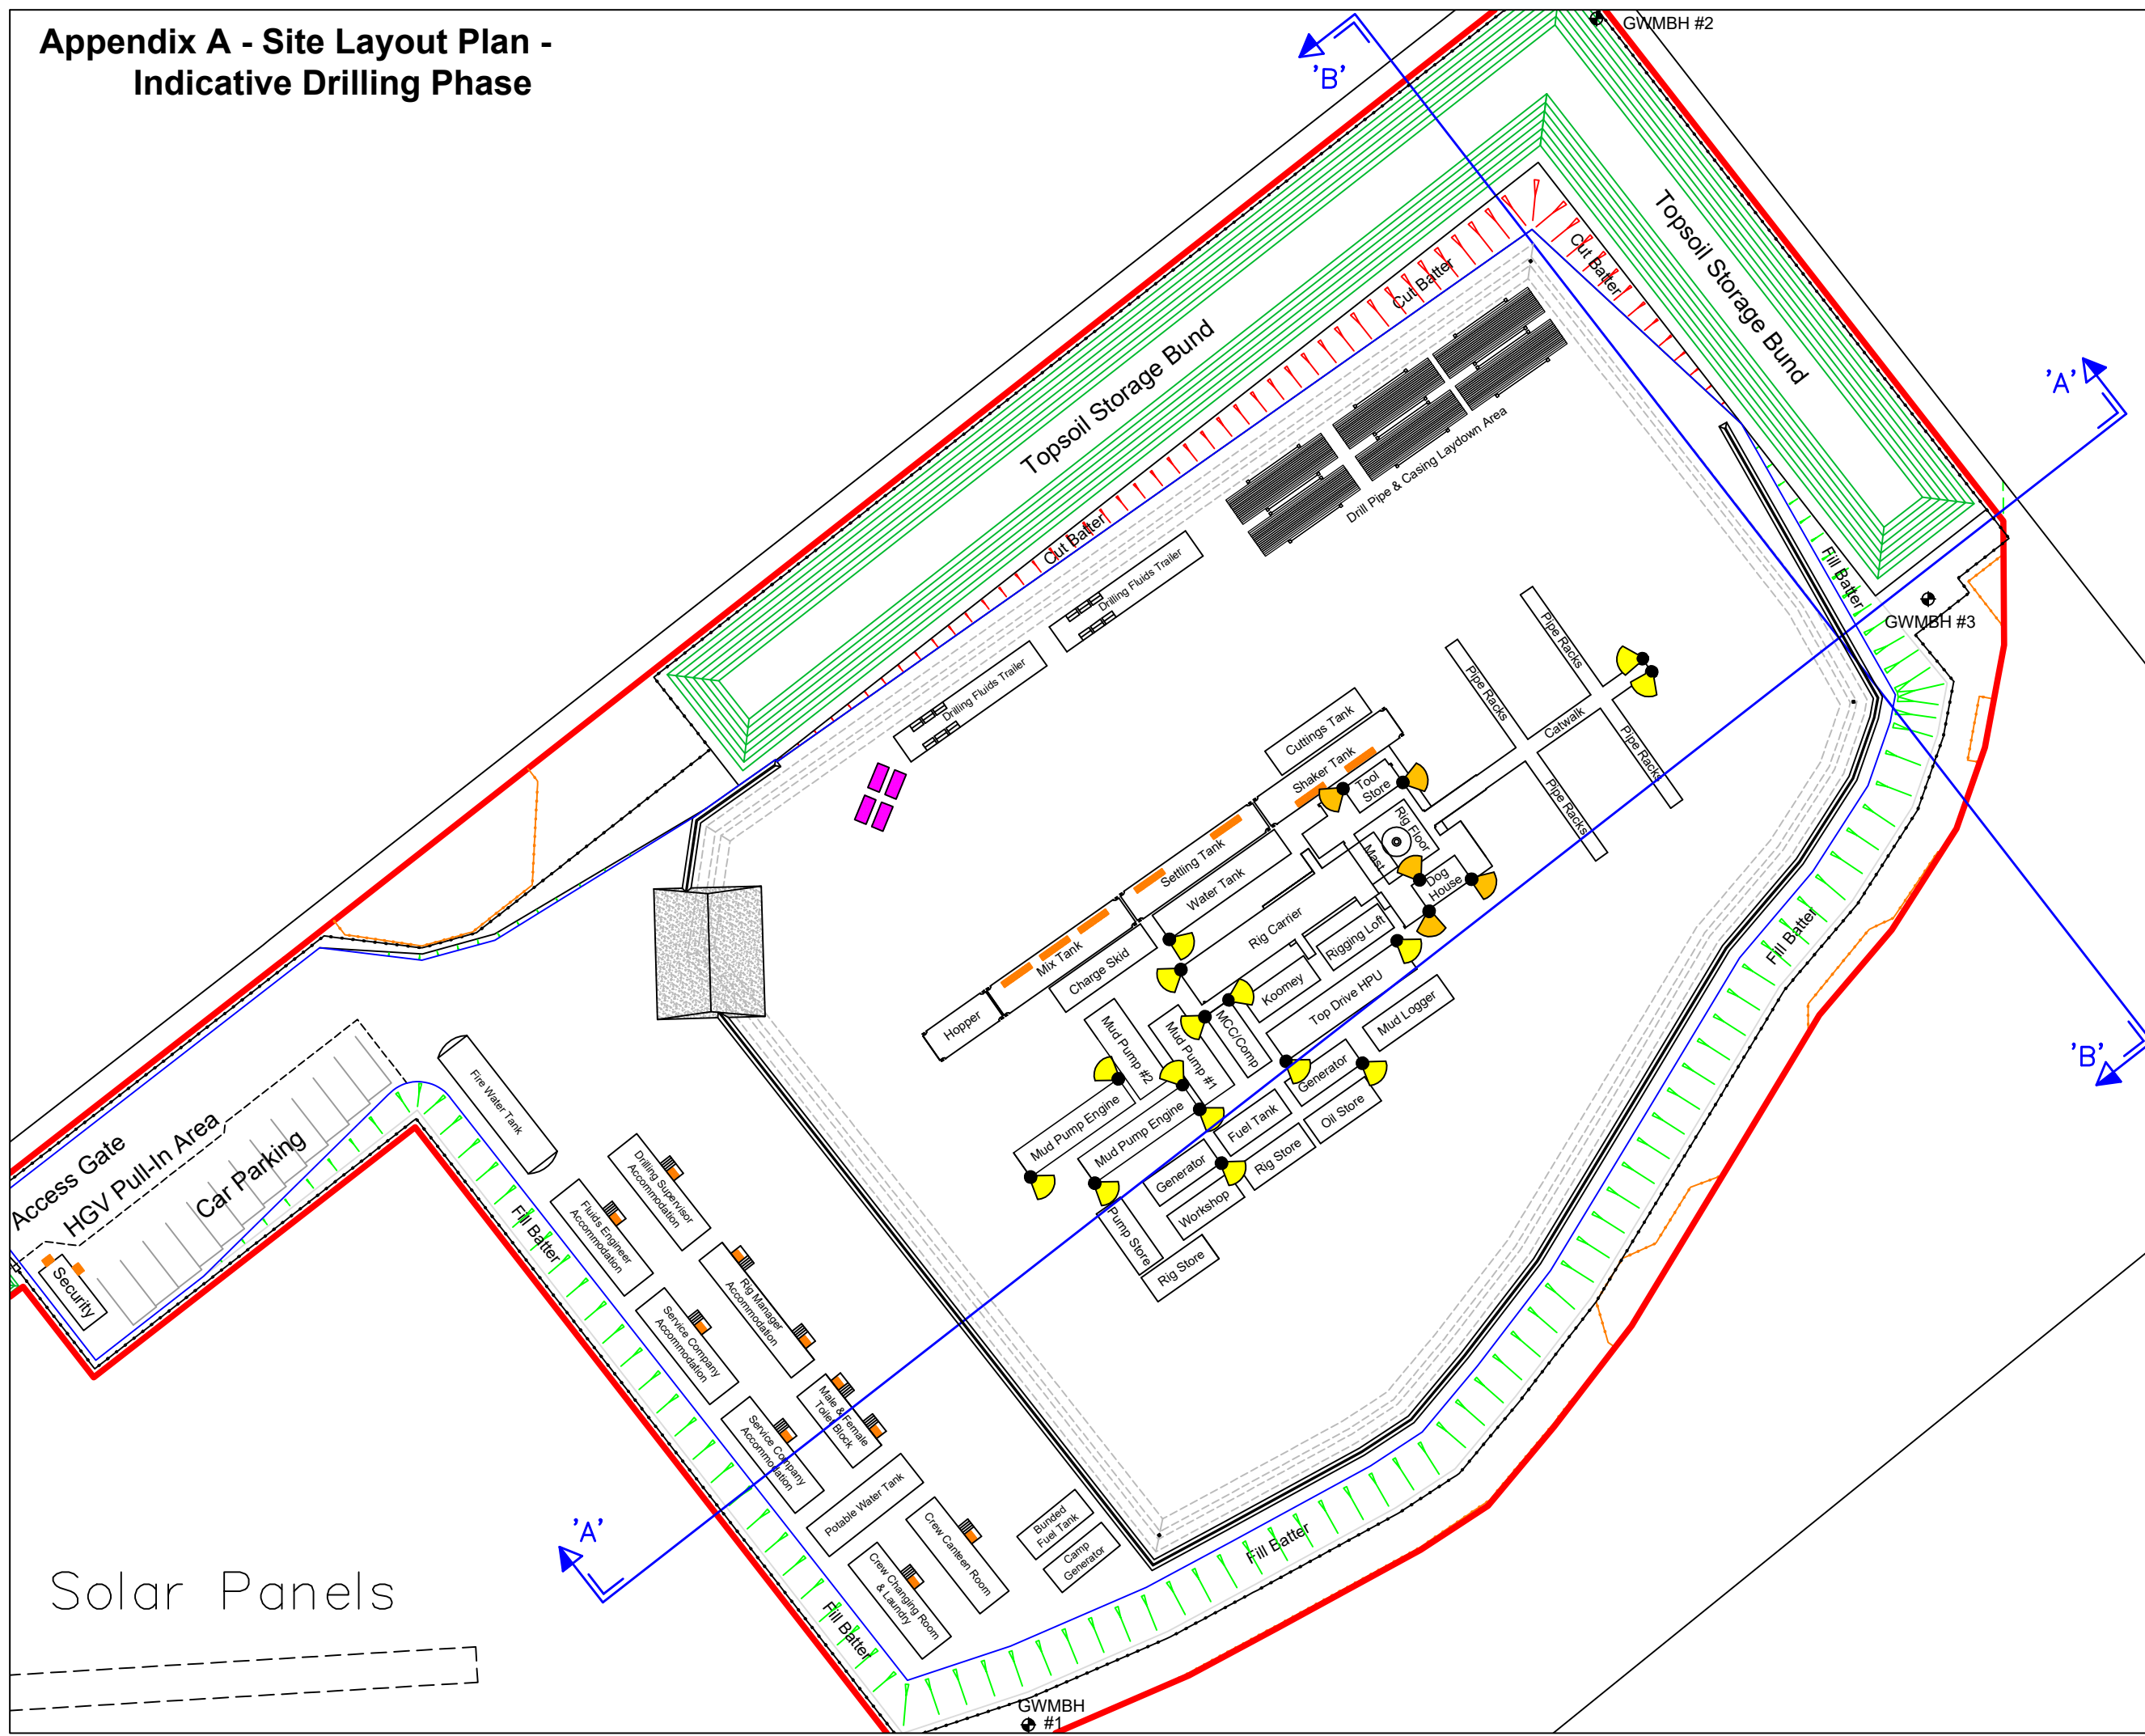 Appendix A - Site Layout Plan -
Indicative Drilling Phase
GWMBH #2
'B'
Topsoil Storage Bund
Cut Batter
Cut Batter
'A'
Topsoil Storage Bund
Drill Pipe & Casing Laydown Area
Cut Batter
Drilling Fluids Trailer
Fill Batter
GWMBH #3
Drilling Fluids Trailer
Pipe Racks
Pipe Racks
Catwalk
Pipe Racks
Pipe Racks
Cuttings Tank
Shaker Tank
Tool
Store
Rig Floor
Mast
Dog
House
Settling Tank
Water Tank
Rig Carrier
Rigging Loft
Mix Tank
Charge Skid
Koomey
Top Drive HPU
Mud Logger
Hopper
Mud Pump #2
Mud Pump #1
MCC/Comp
Generator
Oil Store
Fuel Tank
Rig Store
Mud Pump Engine
Mud Pump Engine
Generator
Workshop
Pump Store
Rig Store
Fill Batter
'B'
Fire Water Tank
Access Gate
HGV Pull-In Area
Car Parking
Security
Drilling Supervisor
Accommodation
Fluids Engineer
Accommodation
Fill Batter
Rig Manager
Accommodation
Service Company
Accommodation
Male & Female
Toilet Block
Service Company
Accommodation
Potable Water Tank
Crew Canteen Room
Bunded
Fuel Tank
Camp
Generator
Crew Changing Room
& Laundry
Fill Batter
Fill Batter
'A'
Solar Panels
GWMBH
#1